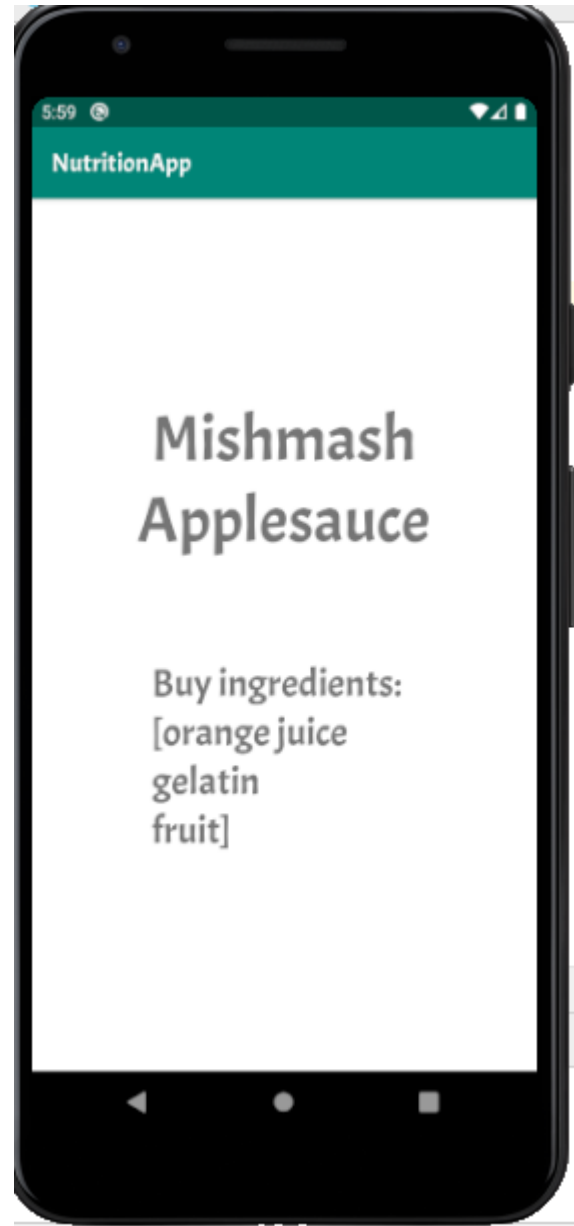 5:59
NutritionApp
Mishmash
Applesauce
Buy ingredients:
[orange juice
gelatin
fruit]